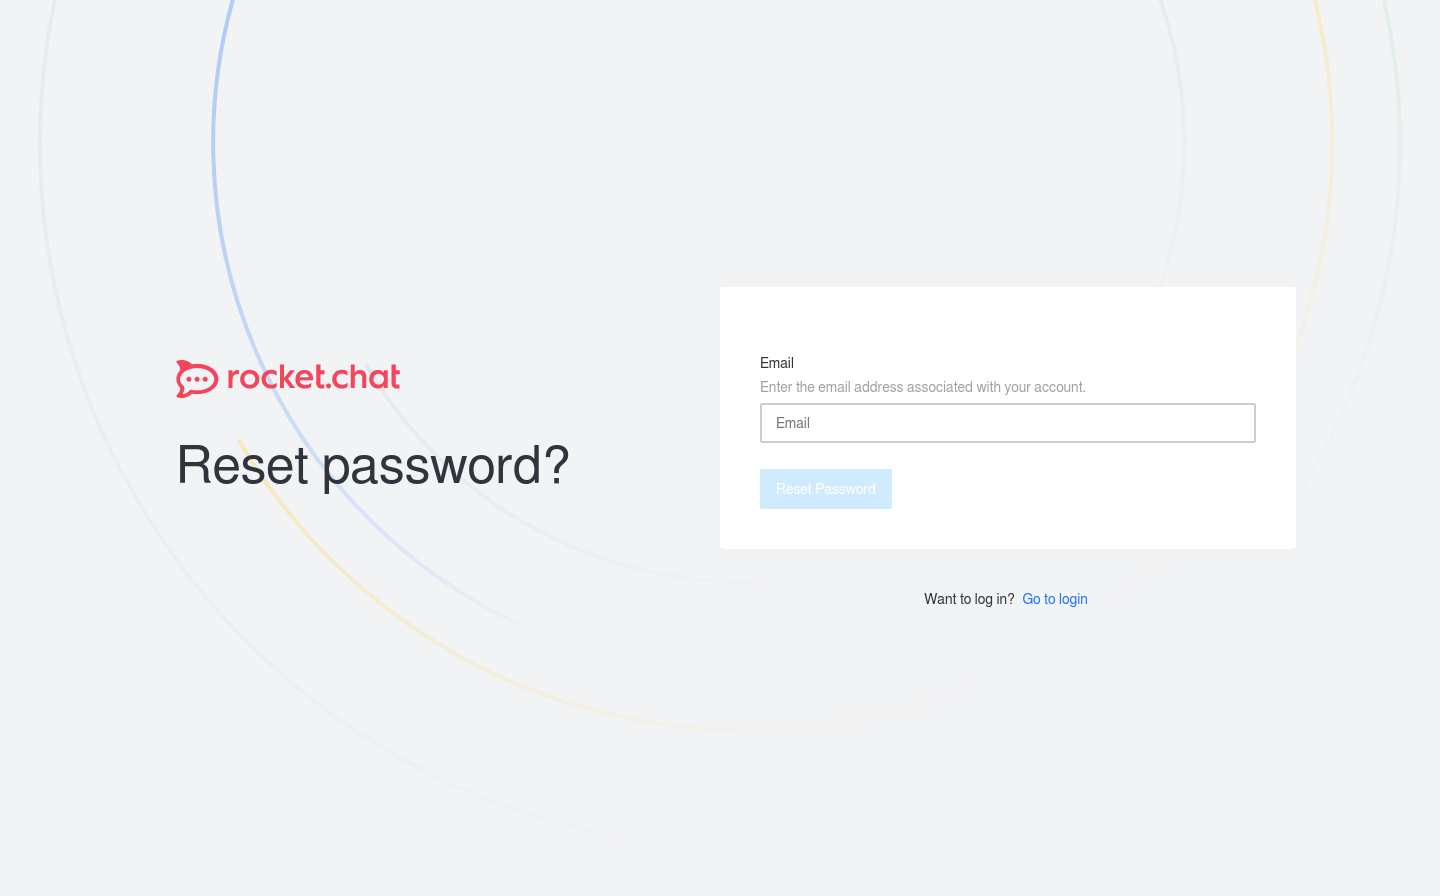 rocket.chat
Reset password?
Email
Enter the email address associated with your account.
Email
Reset Password
Want to log in? Go to login